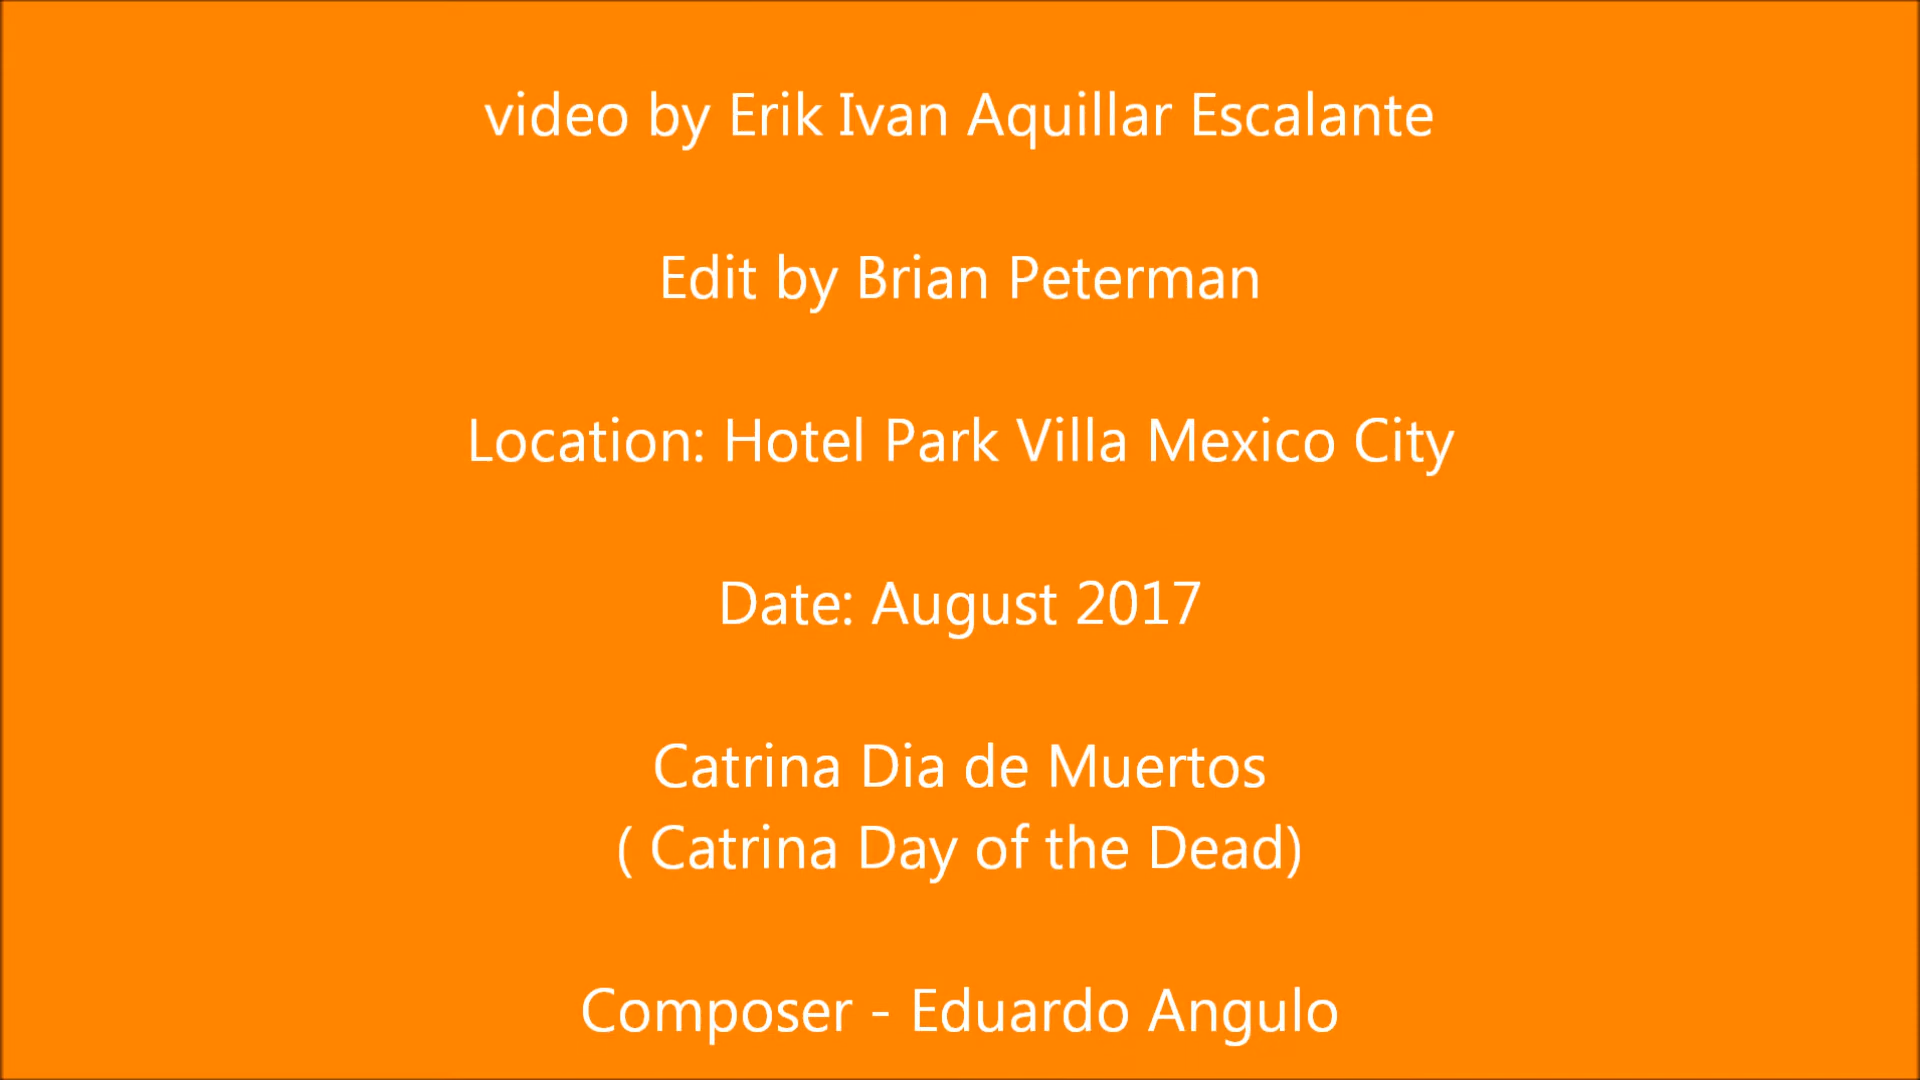 video by Erik Ivan Aquillar Escalante
Edit by Brian Peterman
Location: Hotel Park Villa Mexico City
Date: August 2017
Catrina Dia de Muertos
( Catrina Day of the Dead)
Composer - Eduardo Angulo